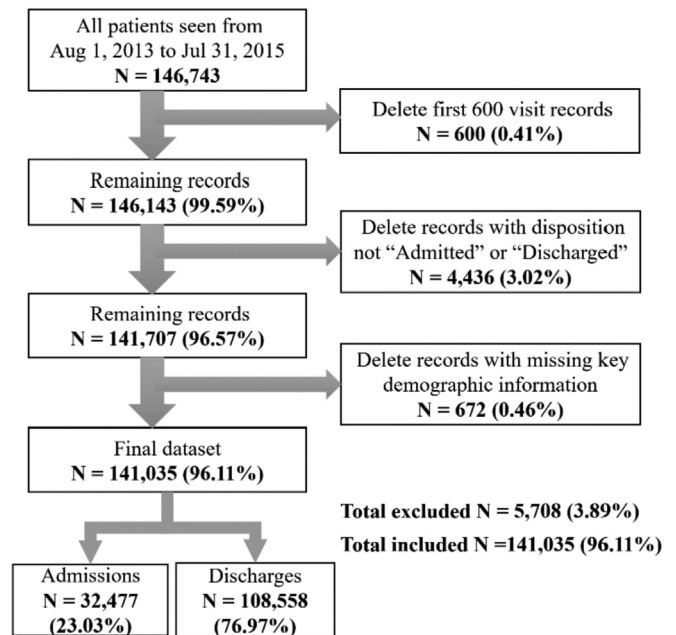 All patients seen from
Aug 1, 2013 to Jul 31, 2015
N = 146,743
Delete first 600 visit records
N = 600 (0.41%)
Remaining records
N = 146,143 (99.59%)
Delete records with disposition
not “Admitted” or “Discharged”
N = 4,436 (3.02%)
Remaining records
N = 141,707 (96.57%)
Delete records with missing key
demographic information
N = 672 (0.46%)
Final dataset
N = 141,035 (96.11%)
Total excluded N = 5,708 (3.89%)
Total included N =141,035 (96.11%)
Admissions
N = 32,477
(23.03%)
Discharges
N = 108,558
(76.97%)